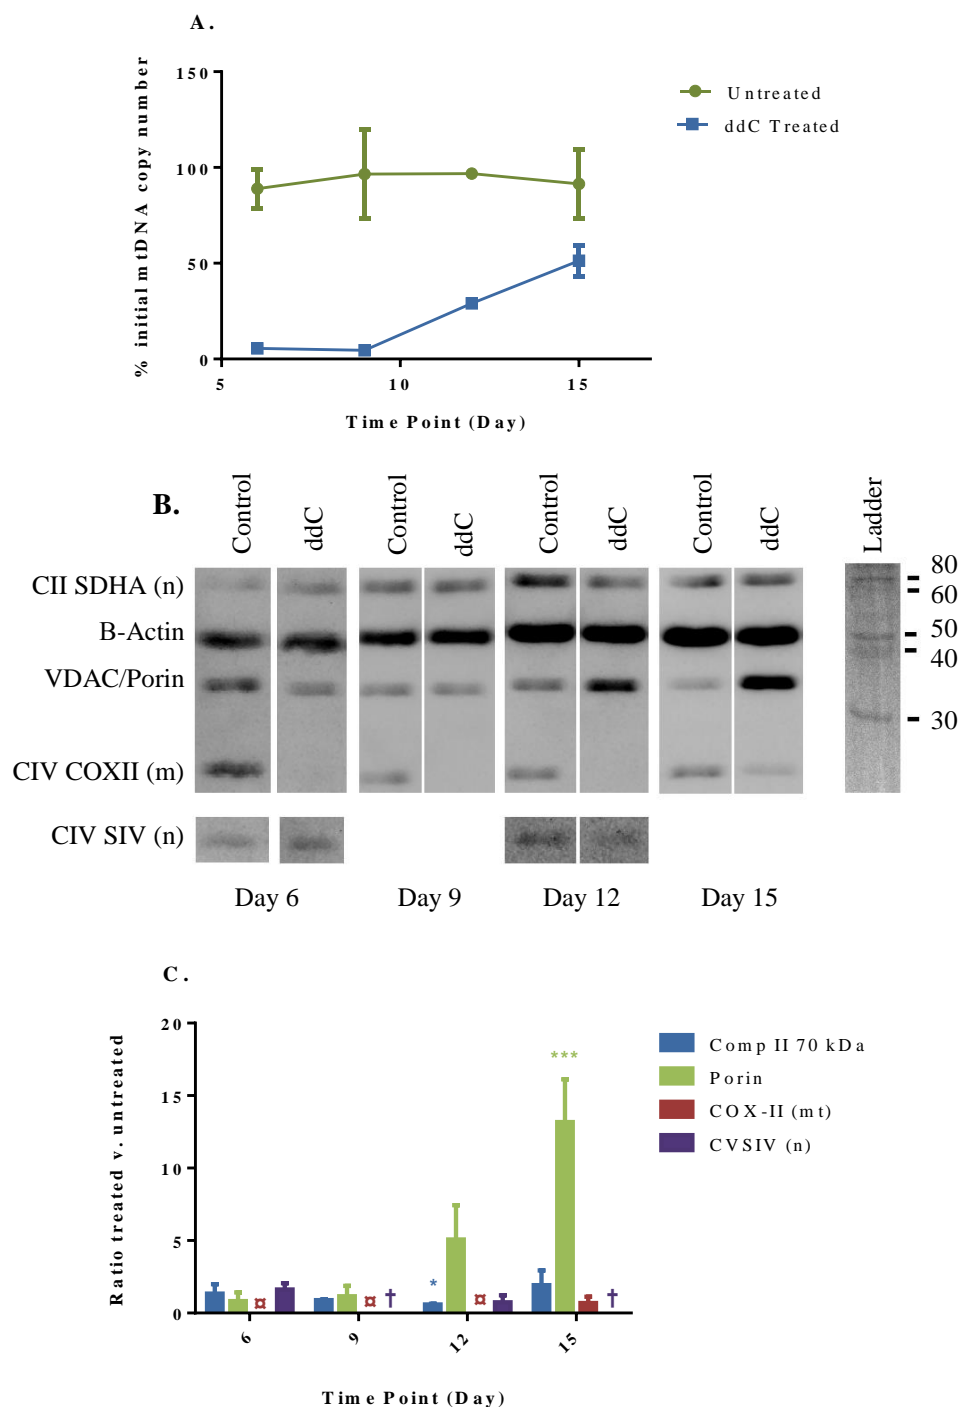 A.
% initial mtDNA copy number
150
100
50
0
5
10
15
Time Point (Day)
Untreated
ddC Treated
B.
Control
ddC
Control
ddC
Control
ddC
Control
ddC
Ladder
CII SDHA (n)
B-Actin
VDAC/Porin
CIV COXII (m)
CIV SIV (n)
80
60
50
40
30
Day 6
Day 9
Day 12
Day 15
C.
Ratio treated v. untreated
20
15
10
5
0
¤
¤
†
*
¤
***
†
6
9
12
15
Time Point (Day)
Comp II 70 kDa
Porin
COX-II (mt)
CVSIV (n)